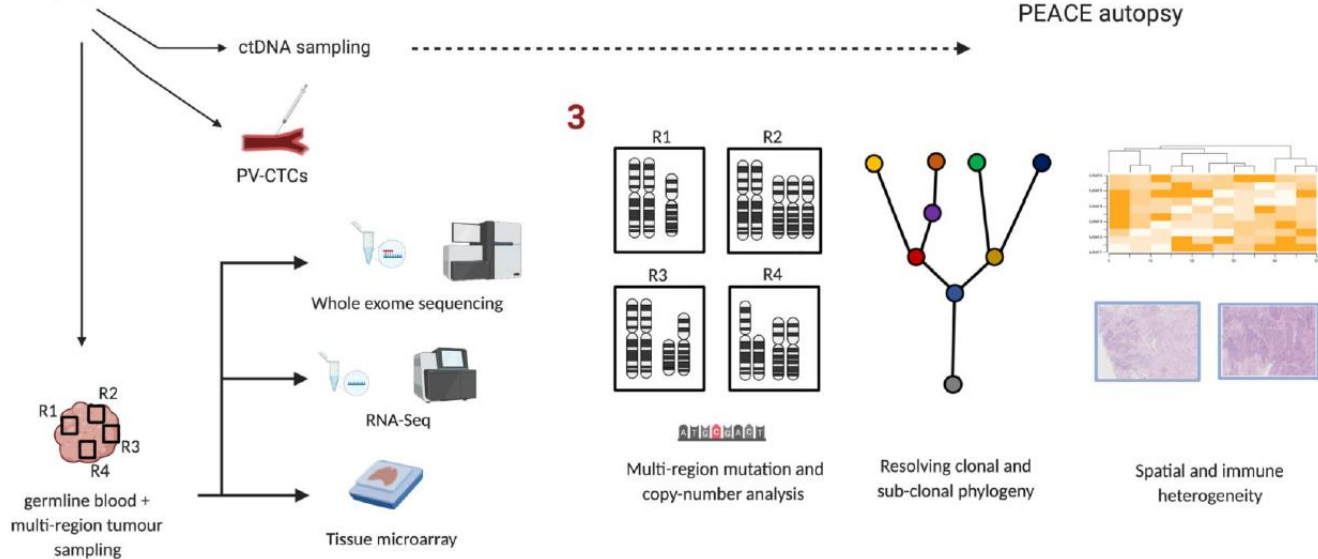 ctDNA sampling
PEACE autopsy
PV-CTCs
3
R1
R2
R3
R4
Whole exome sequencing
RNA-Seq
Tissue microarray
R1
R2
R3
R4
germline blood +
multi-region tumour
sampling
A T G C G A C T
Multi-region mutation and
copy-number analysis
Resolving clonal and
sub-clonal phylogeny
Spatial and immune
heterogeneity